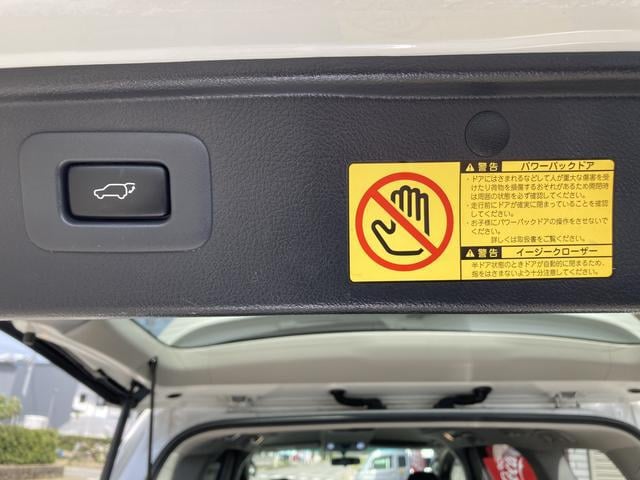 警告 パワーバックドア
・ドアにはさまれるなどして人が重大な傷害を受
けたり荷物を損傷するおそれがあるため開閉時
は周囲の状態を必ず確認してください。
・走行前にドアが確実に閉まっていることを確認
してください。
・お子様にパワーバックドアの操作をさせないで
ください。
詳しくは取扱書をご覧ください。
警告 イージークローザー
半ドア状態のときドアが自動的に閉まるため、
指をはさまないよう十分注意してください。